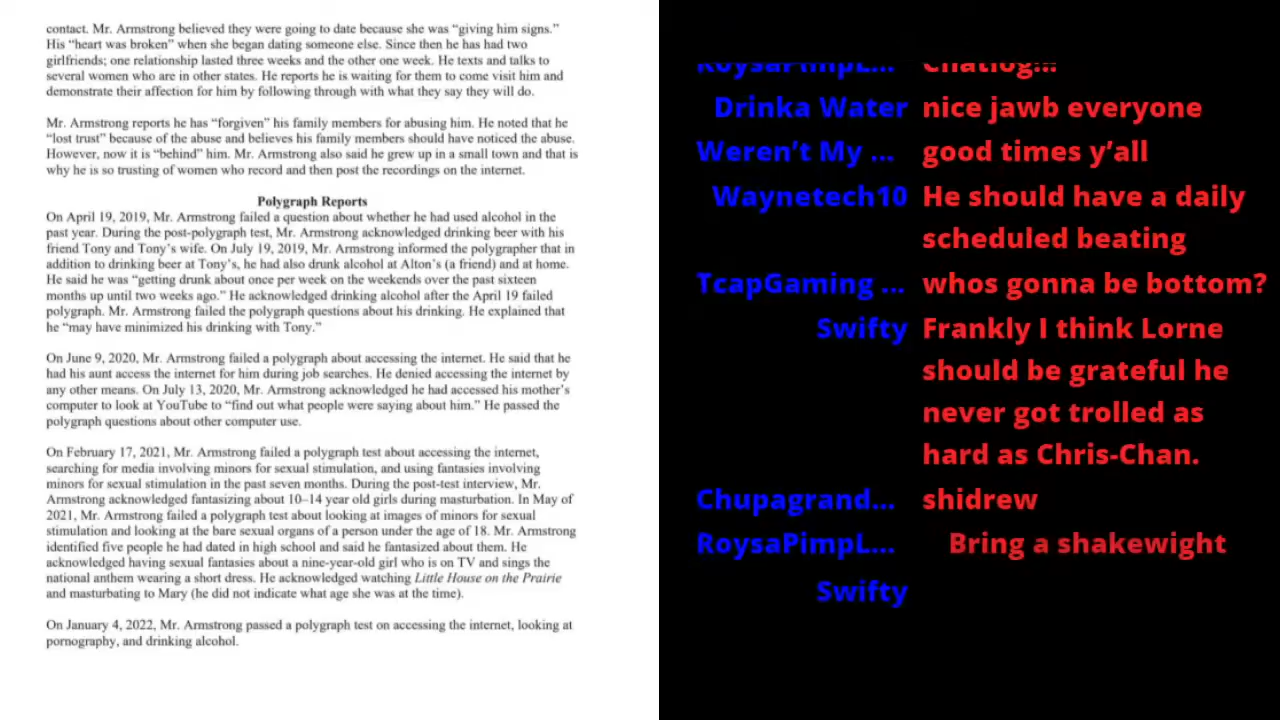 contact. Mr. Armstrong believed they were going to date because she was “giving him signs.”
His “heart was broken” when she began dating someone else. Since then he has had two
girlfriends; one relationship lasted three weeks and the other one week. He texts and talks to
several women who are in other states. He reports he is waiting for them to come visit him and
demonstrate their affection for him by following through with what they say they will do.
Mr. Armstrong reports he has “forgiven” his family members for abusing him. He noted that he
“lost trust” because of the abuse and believes his family members should have noticed the abuse.
However, now it is “behind” him. Mr. Armstrong also said he grew up in a small town and that is
why he is so trusting of women who record and then post the recordings on the internet.
Polygraph Reports
On April 19, 2019, Mr. Armstrong failed a question about whether he had used alcohol in the
past year. During the post-polygraph test, Mr. Armstrong acknowledged drinking beer with his
friend Tony and Tony’s wife. On July 19, 2019, Mr. Armstrong informed the polygrapher that in
addition to drinking beer at Tony’s, he had also drunk alcohol at Alton’s (a friend) and at home.
He said he was “getting drunk about once per week on the weekends over the past sixteen
months up until two weeks ago.” He acknowledged drinking alcohol after the April 19 failed
polygraph. Mr. Armstrong failed the polygraph questions about his drinking. He explained that
he “may have minimized his drinking with Tony.”
On June 9, 2020, Mr. Armstrong failed a polygraph about accessing the internet. He said that he
had his aunt access the internet for him during job searches. He denied accessing the internet by
any other means. On July 13, 2020, Mr. Armstrong acknowledged he had accessed his mother’s
computer to look at YouTube to “find out what people were saying about him.” He passed the
polygraph questions about other computer use.
On February 17, 2021, Mr. Armstrong failed a polygraph test about accessing the internet,
searching for media involving minors for sexual stimulation, and using fantasies involving
minors for sexual stimulation in the past seven months. During the post-test interview, Mr.
Armstrong acknowledged fantasizing about 10–14 year old girls during masturbation. In May of
2021, Mr. Armstrong failed a polygraph test about looking at images of minors for sexual
stimulation and looking at the bare sexual organs of a person under the age of 18. Mr. Armstrong
identified five people he had dated in high school and said he fantasized about them. He
acknowledged having sexual fantasies about a nine-year-old girl who is on TV and sings the
national anthem wearing a short dress. He acknowledged watching Little House on the Prairie
and masturbating to Mary (he did not indicate what age she was at the time).
On January 4, 2022, Mr. Armstrong passed a polygraph test on accessing the internet, looking at
pornography, and drinking alcohol.
RoysaPimpL... Chatlog...
Drinka Water nice jawb everyone
Weren’t My ... good times y’all
Waynetech10 He should have a daily
scheduled beating
TcapGaming ... whos gonna be bottom?
Swifty Frankly I think Lorne
should be grateful he
never got trolled as
hard as Chris-Chan.
Chupagrand... shidrew
RoysaPimpL... Bring a shakewight
Swifty